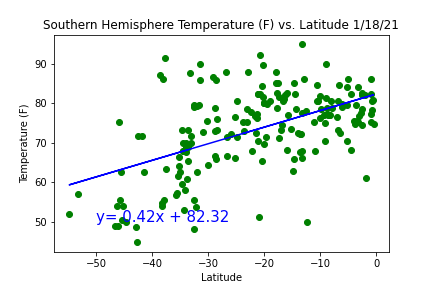 Southern Hemisphere Temperature (F) vs. Latitude 1/18/21
90
80
70
60
50
Temperature (F)
y= 0.42x + 82.32
−50 −40 −30 −20 −10 0
Latitude